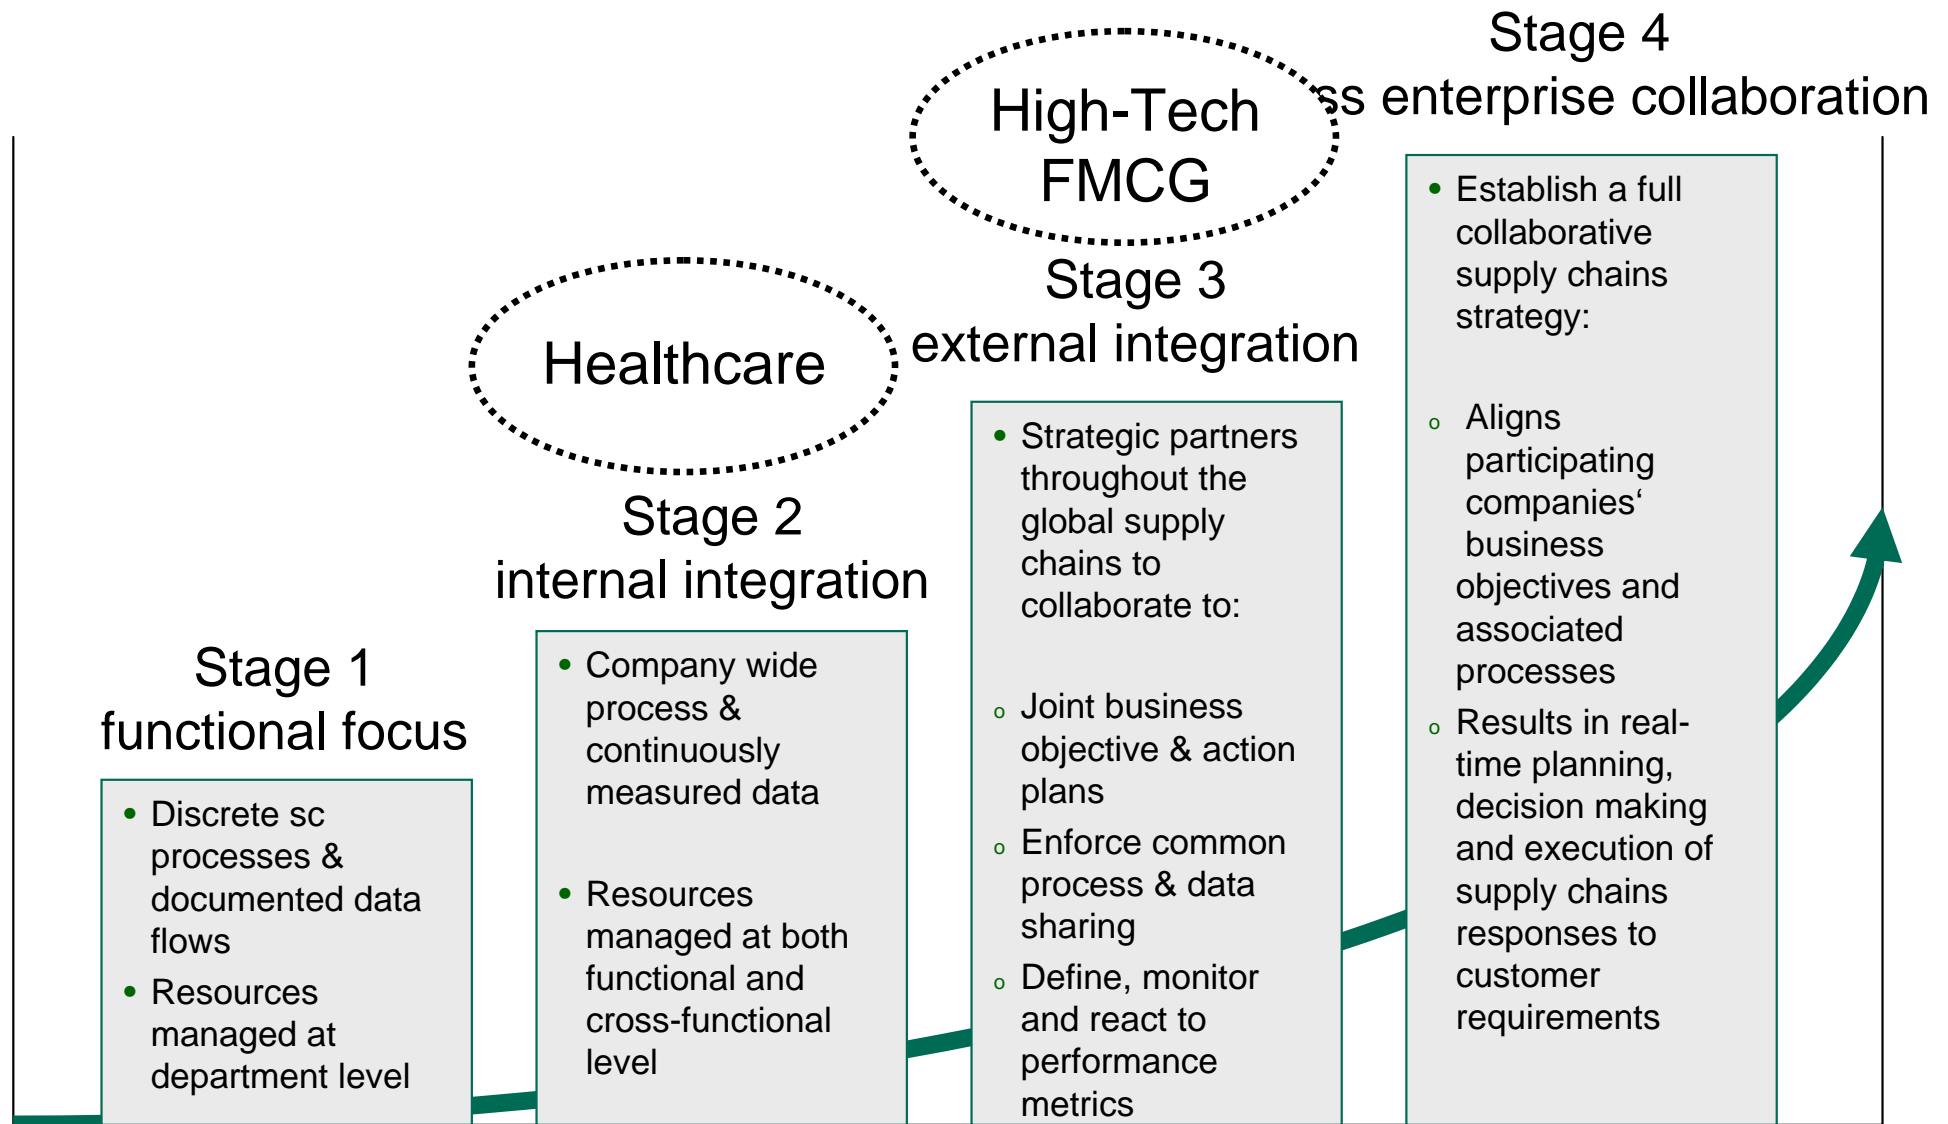 Stage 1
functional focus
• Discrete sc
processes &
documented data
flows
• Resources
managed at
department level
Healthcare
Stage 2
internal integration
• Company wide
process &
continuously
measured data
• Resources
managed at both
functional and
cross-functional
level
High-Tech
FMCG
Stage 3
external integration
• Strategic partners
throughout the
global supply
chains to
collaborate to:
o Joint business
objective & action
plans
o Enforce common
process & data
sharing
o Define, monitor
and react to
performance
metrics
Stage 4
ss enterprise collaboration
• Establish a full
collaborative
supply chains
strategy:
o Aligns
participating
companies‘
business
objectives and
associated
processes
o Results in real-
time planning,
decision making
and execution of
supply chains
responses to
customer
requirements